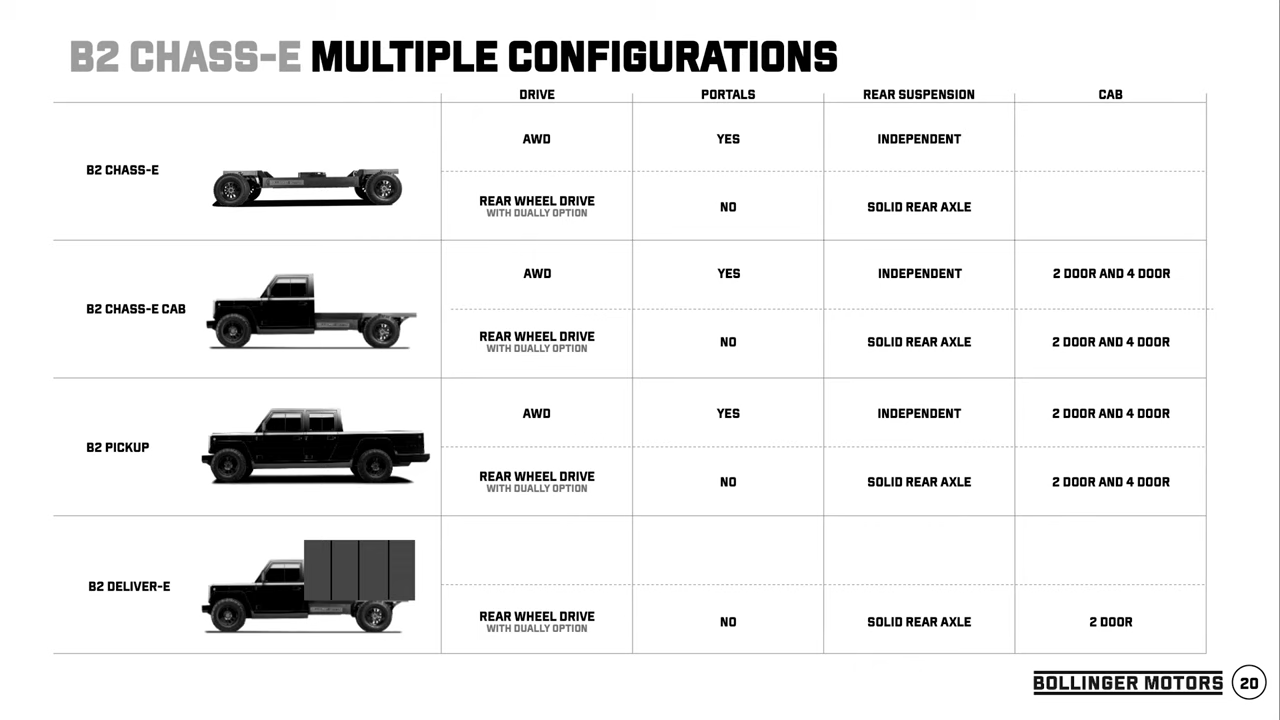 B2 CHASS-E MULTIPLE CONFIGURATIONS
DRIVE PORTALS REAR SUSPENSION CAB
B2 CHASS-E
AWD YES INDEPENDENT
REAR WHEEL DRIVE NO SOLID REAR AXLE
WITH DUALLY OPTION
B2 CHASS-E CAB
AWD YES INDEPENDENT 2 DOOR AND 4 DOOR
REAR WHEEL DRIVE NO SOLID REAR AXLE 2 DOOR AND 4 DOOR
WITH DUALLY OPTION
B2 PICKUP
AWD YES INDEPENDENT 2 DOOR AND 4 DOOR
REAR WHEEL DRIVE NO SOLID REAR AXLE 2 DOOR AND 4 DOOR
WITH DUALLY OPTION
B2 DELIVER-E
REAR WHEEL DRIVE NO SOLID REAR AXLE 2 DOOR
WITH DUALLY OPTION
BOLLINGER MOTORS 20